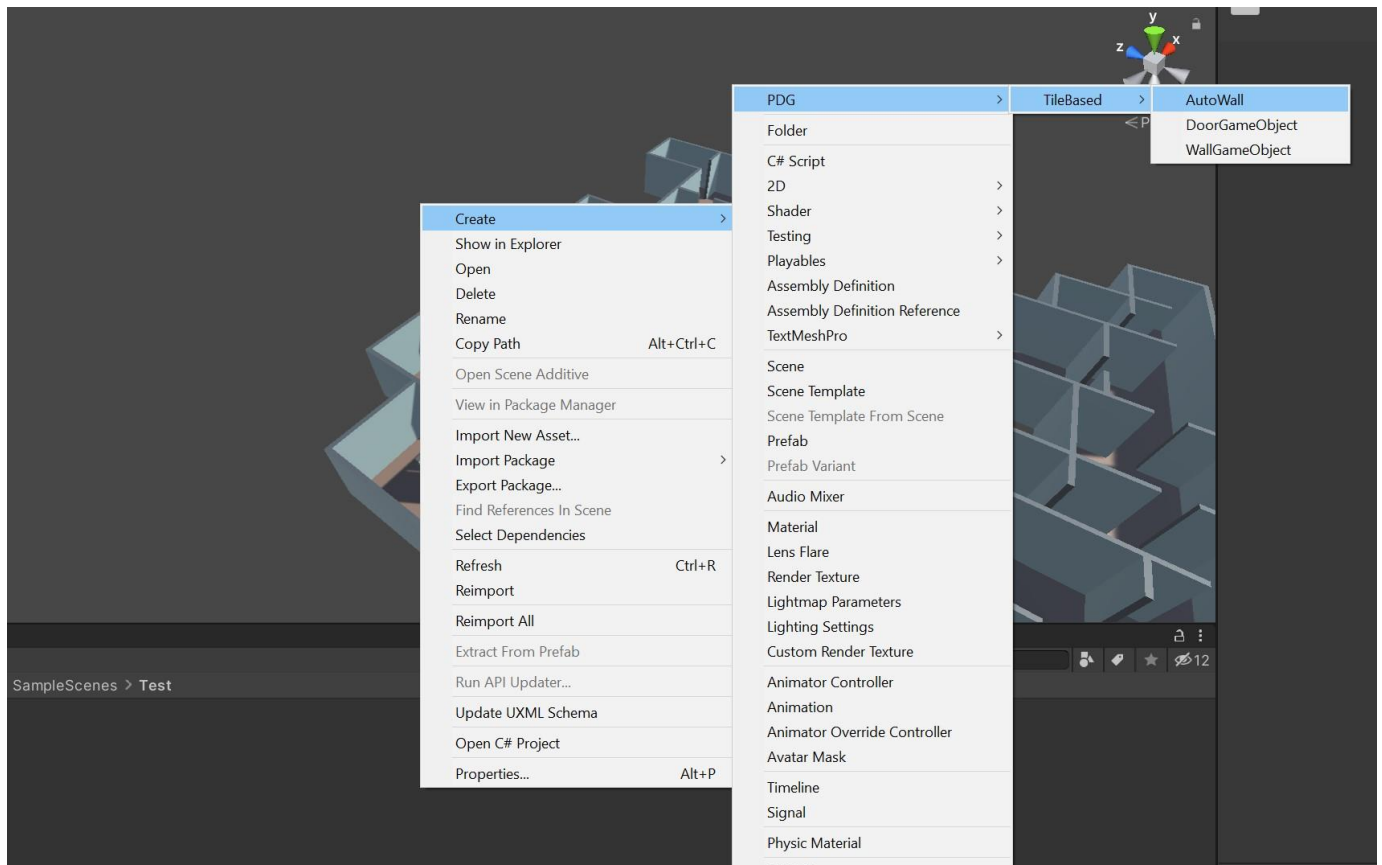 y
x
z
P
PDG
TileBased
AutoWall
DoorGameObject
WallGameObject
Folder
C# Script
2D
Shader
Testing
Playables
Assembly Definition
Assembly Definition Reference
TextMeshPro
Scene
Scene Template
Scene Template From Scene
Prefab
Prefab Variant
Audio Mixer
Material
Lens Flare
Render Texture
Lightmap Parameters
Lighting Settings
Custom Render Texture
Animator Controller
Animation
Animator Override Controller
Avatar Mask
Timeline
Signal
Physic Material
Create
Show in Explorer
Open
Delete
Rename
Copy Path Alt+Ctrl+C
Open Scene Additive
View in Package Manager
Import New Asset...
Import Package
Export Package...
Find References In Scene
Select Dependencies
Refresh Ctrl+R
Reimport
Reimport All
Extract From Prefab
Run API Updater...
Update UXML Schema
Open C# Project
Properties... Alt+P
12
SampleScenes > Test